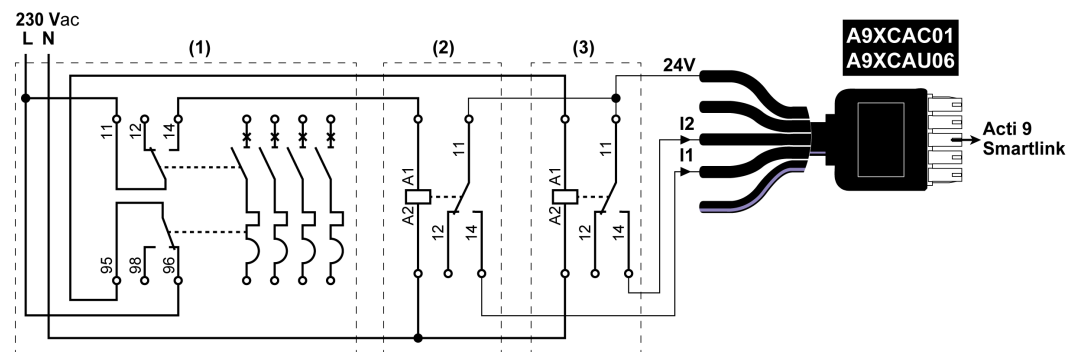 230 Vac
L N
(1)
(2)
(3)
24V
I2
I1
A9XCAC01
A9XCAU06
Acti 9
Smartlink
11
12
14
95
98
96
A1
A2
11
12
14
A1
A2
11
12
14